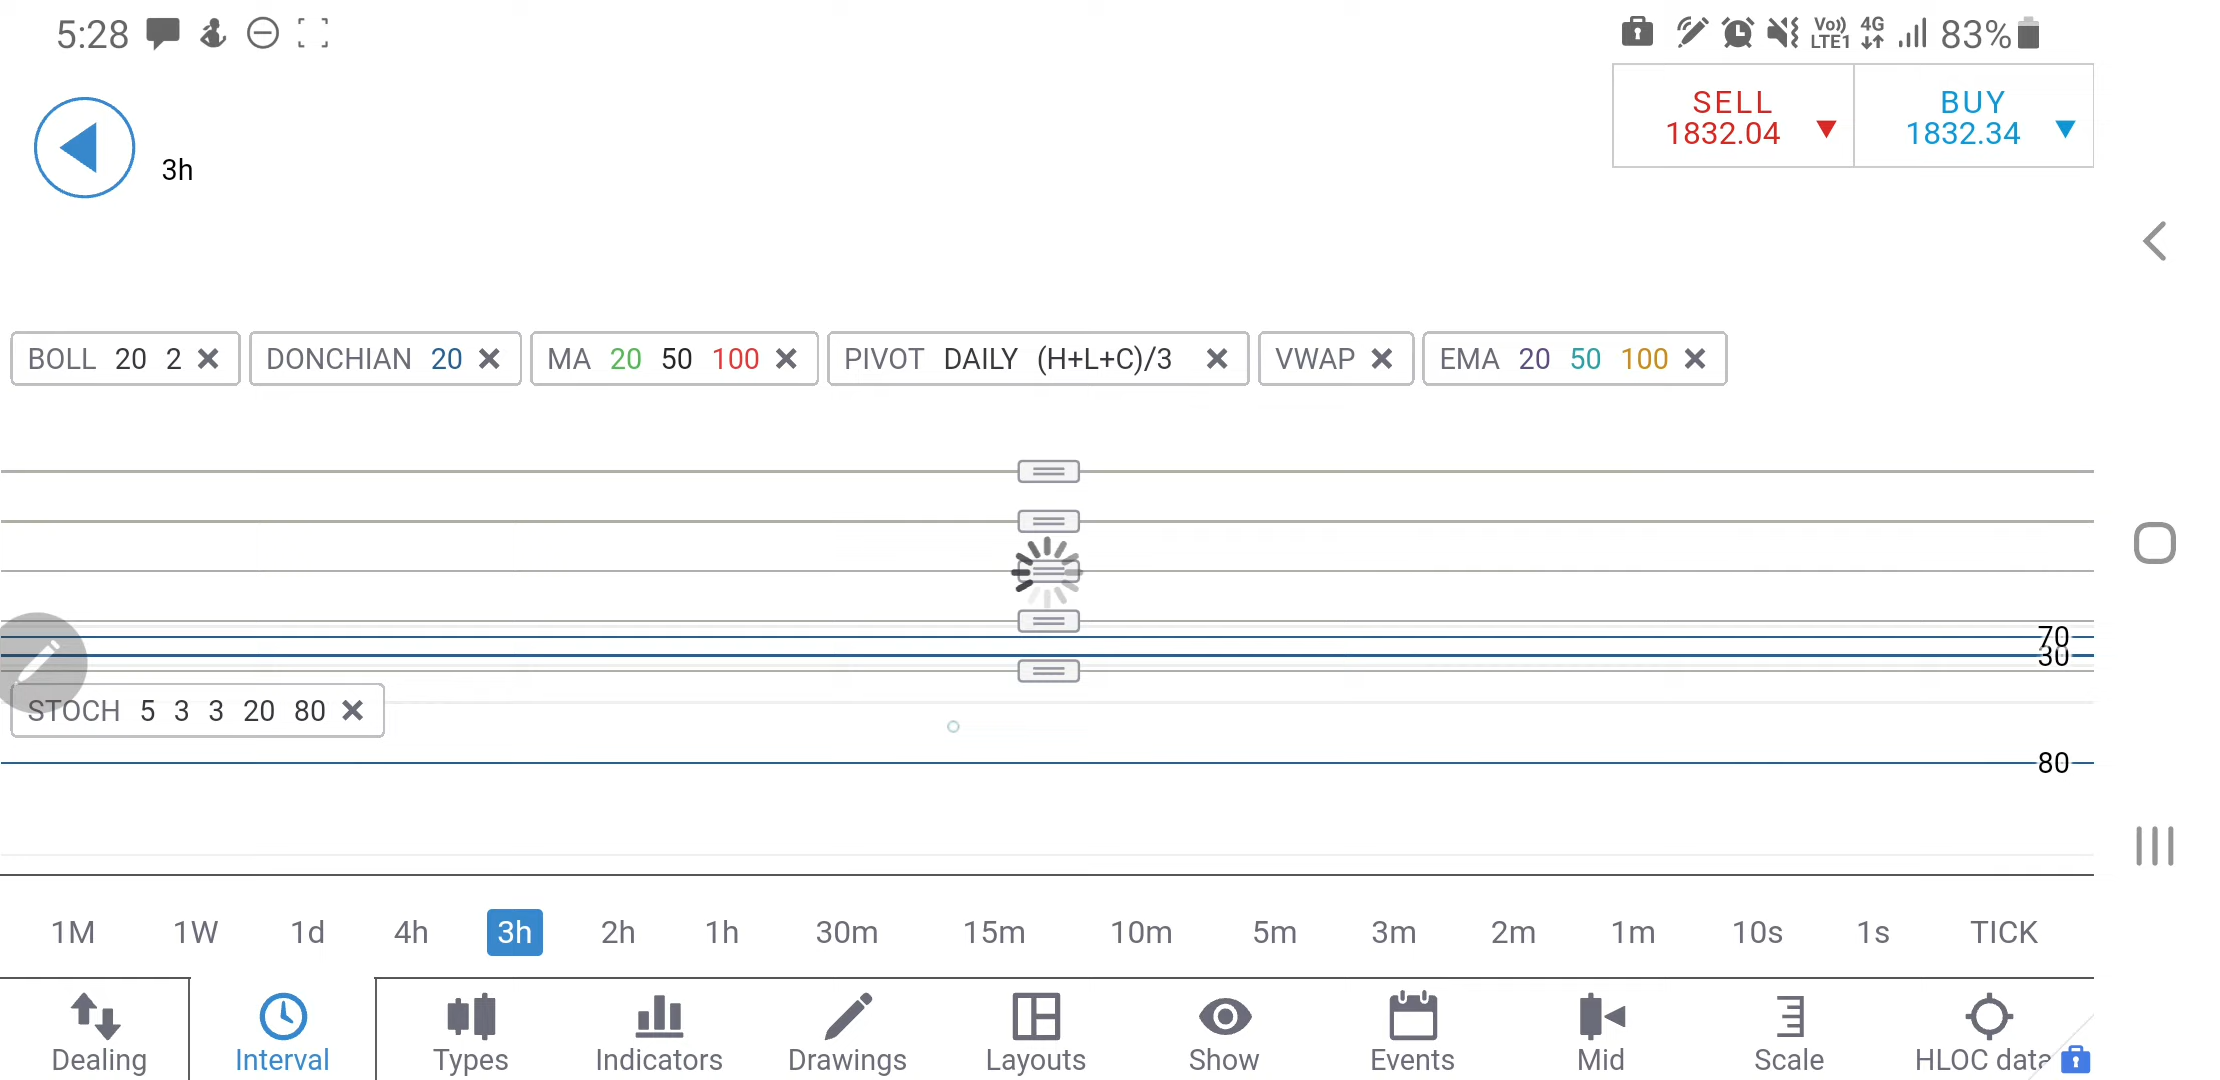 5:28
Vo)) LTE1 4G 83%
SELL 1832.04
BUY 1832.34
3h
BOLL 20 2 DONCHIAN 20 MA 20 50 100 PIVOT DAILY (H+L+C)/3 VWAP EMA 20 50 100
70
30
STOCH 5 3 3 20 80
80
1M 1W 1d 4h 3h 2h 1h 30m 15m 10m 5m 3m 2m 1m 10s 1s TICK
Dealing Interval Types Indicators Drawings Layouts Show Events Mid Scale HLOC data